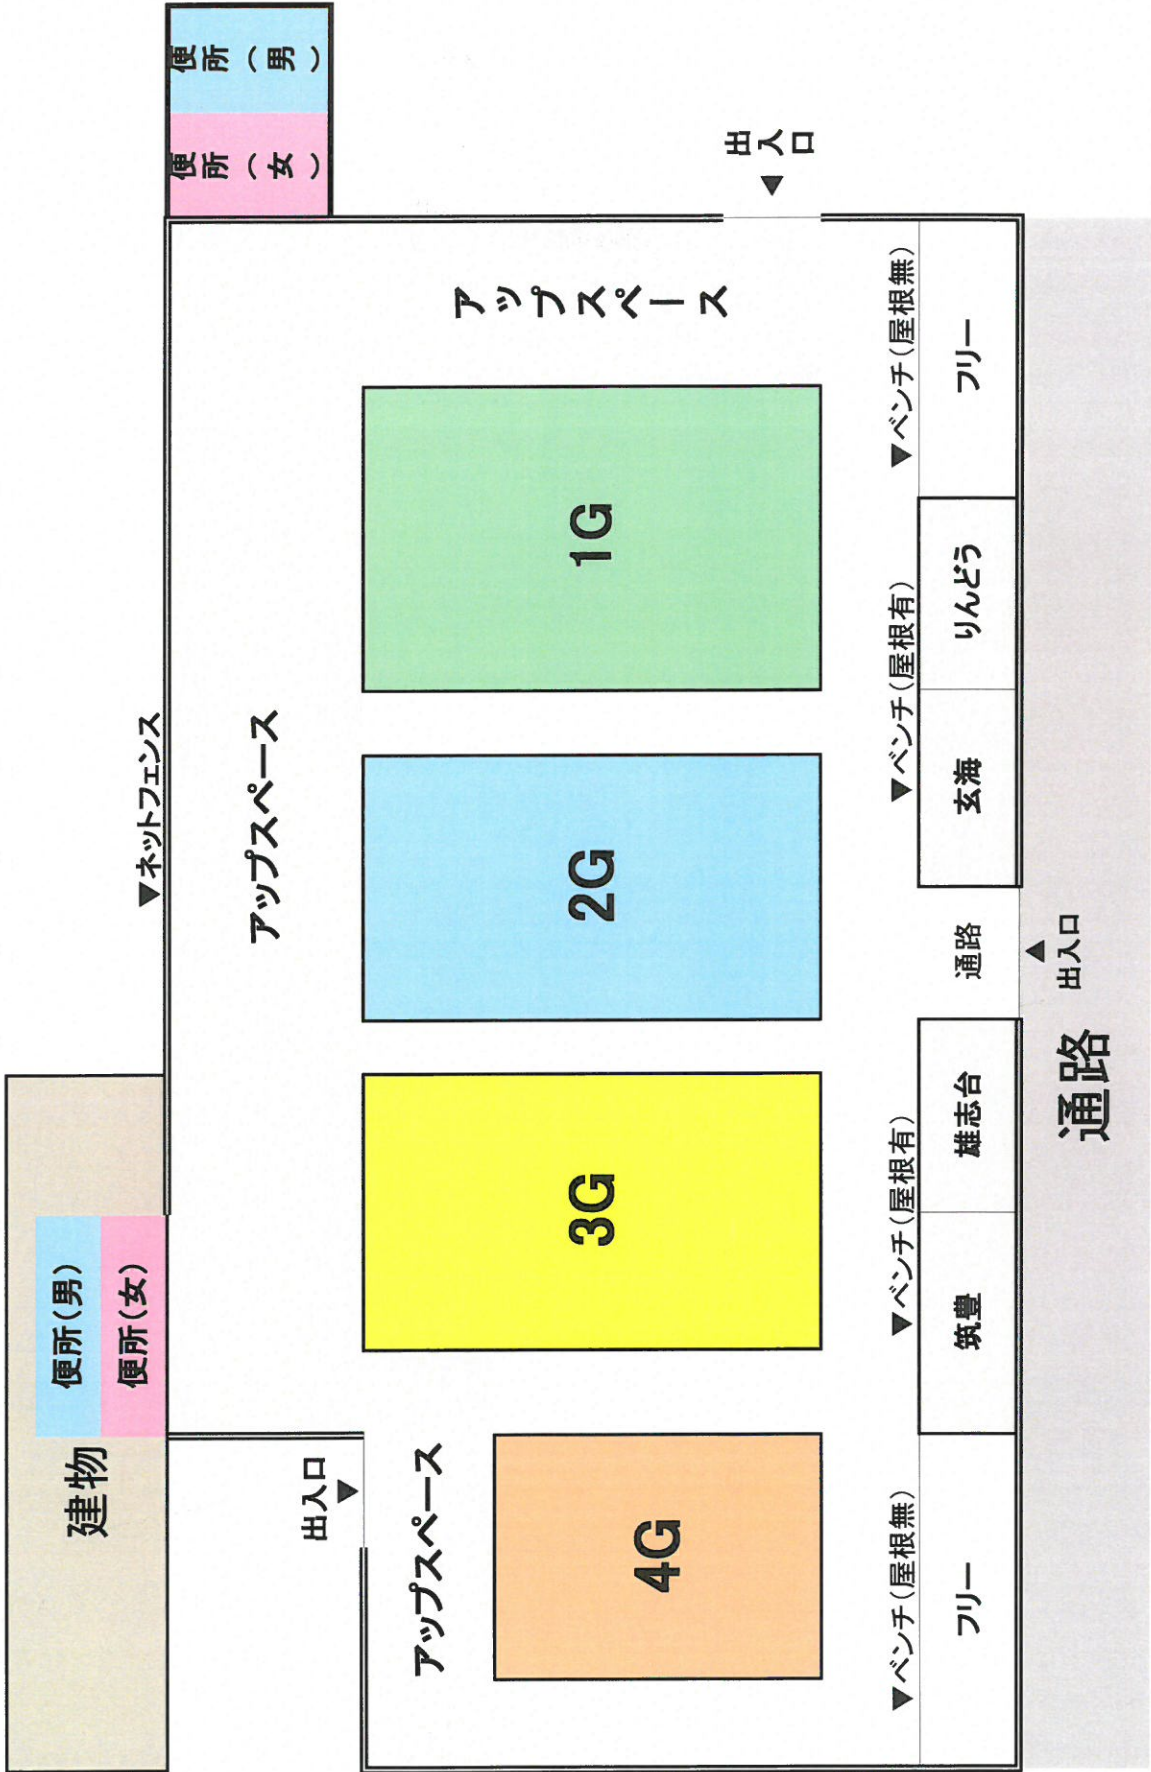 建物
便所(男)
便所(女)
▼ネットフェンス
便所(女)
便所(男)
出入口
▼
アップスペース
アップスペース
アップスペース
4G
3G
2G
1G
出入口
▲
▼ベンチ(屋根無)
▼ベンチ(屋根有)
▼ベンチ(屋根有)
▼ベンチ(屋根無)
フリー
筑豊
雄志台
通路
玄海
りんどう
フリー
▲
出入口
通路